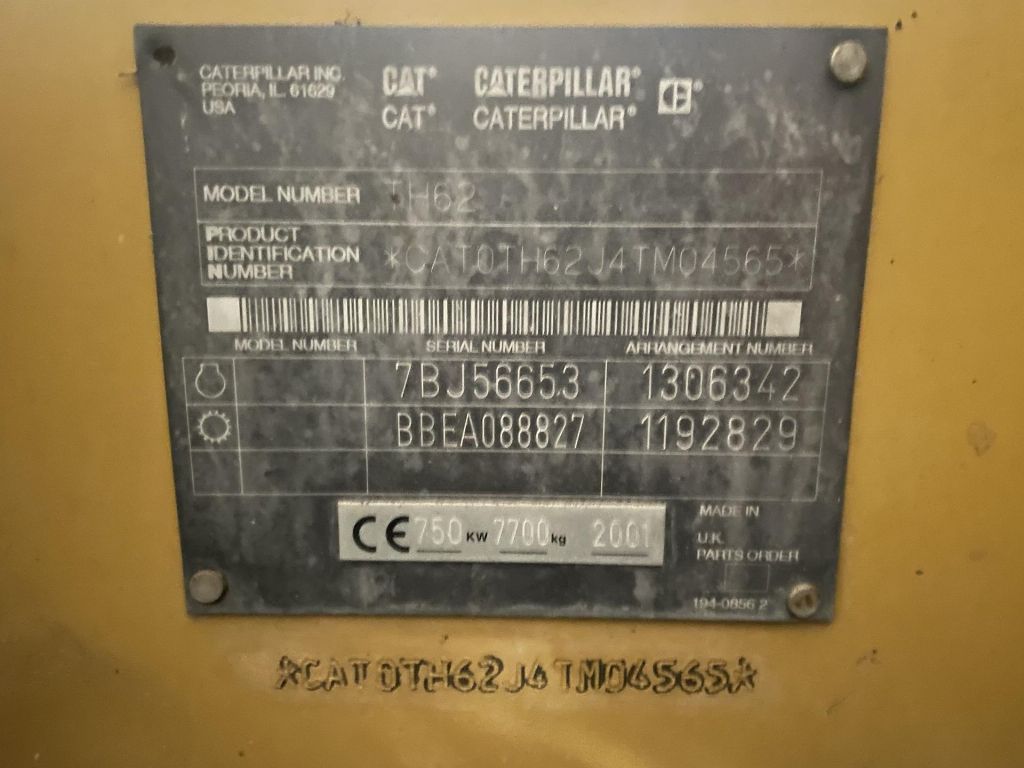 CATERPILLAR INC.
PEORIA, IL. 61629
USA
CAT® CATERPILLAR®
CAT® CATERPILLAR®
MODEL NUMBER TH62
PRODUCT
IDENTIFICATION
NUMBER
*CAT0TH62J4TM04565*
MODEL NUMBER SERIAL NUMBER ARRANGEMENT NUMBER
7BJ56653 1306342
BBEA088827 1192829
CE 750 KW 7700 kg 2001
MADE IN
U.K.
PARTS ORDER
194-0856 2
*CAT0TH62J4TM04565*